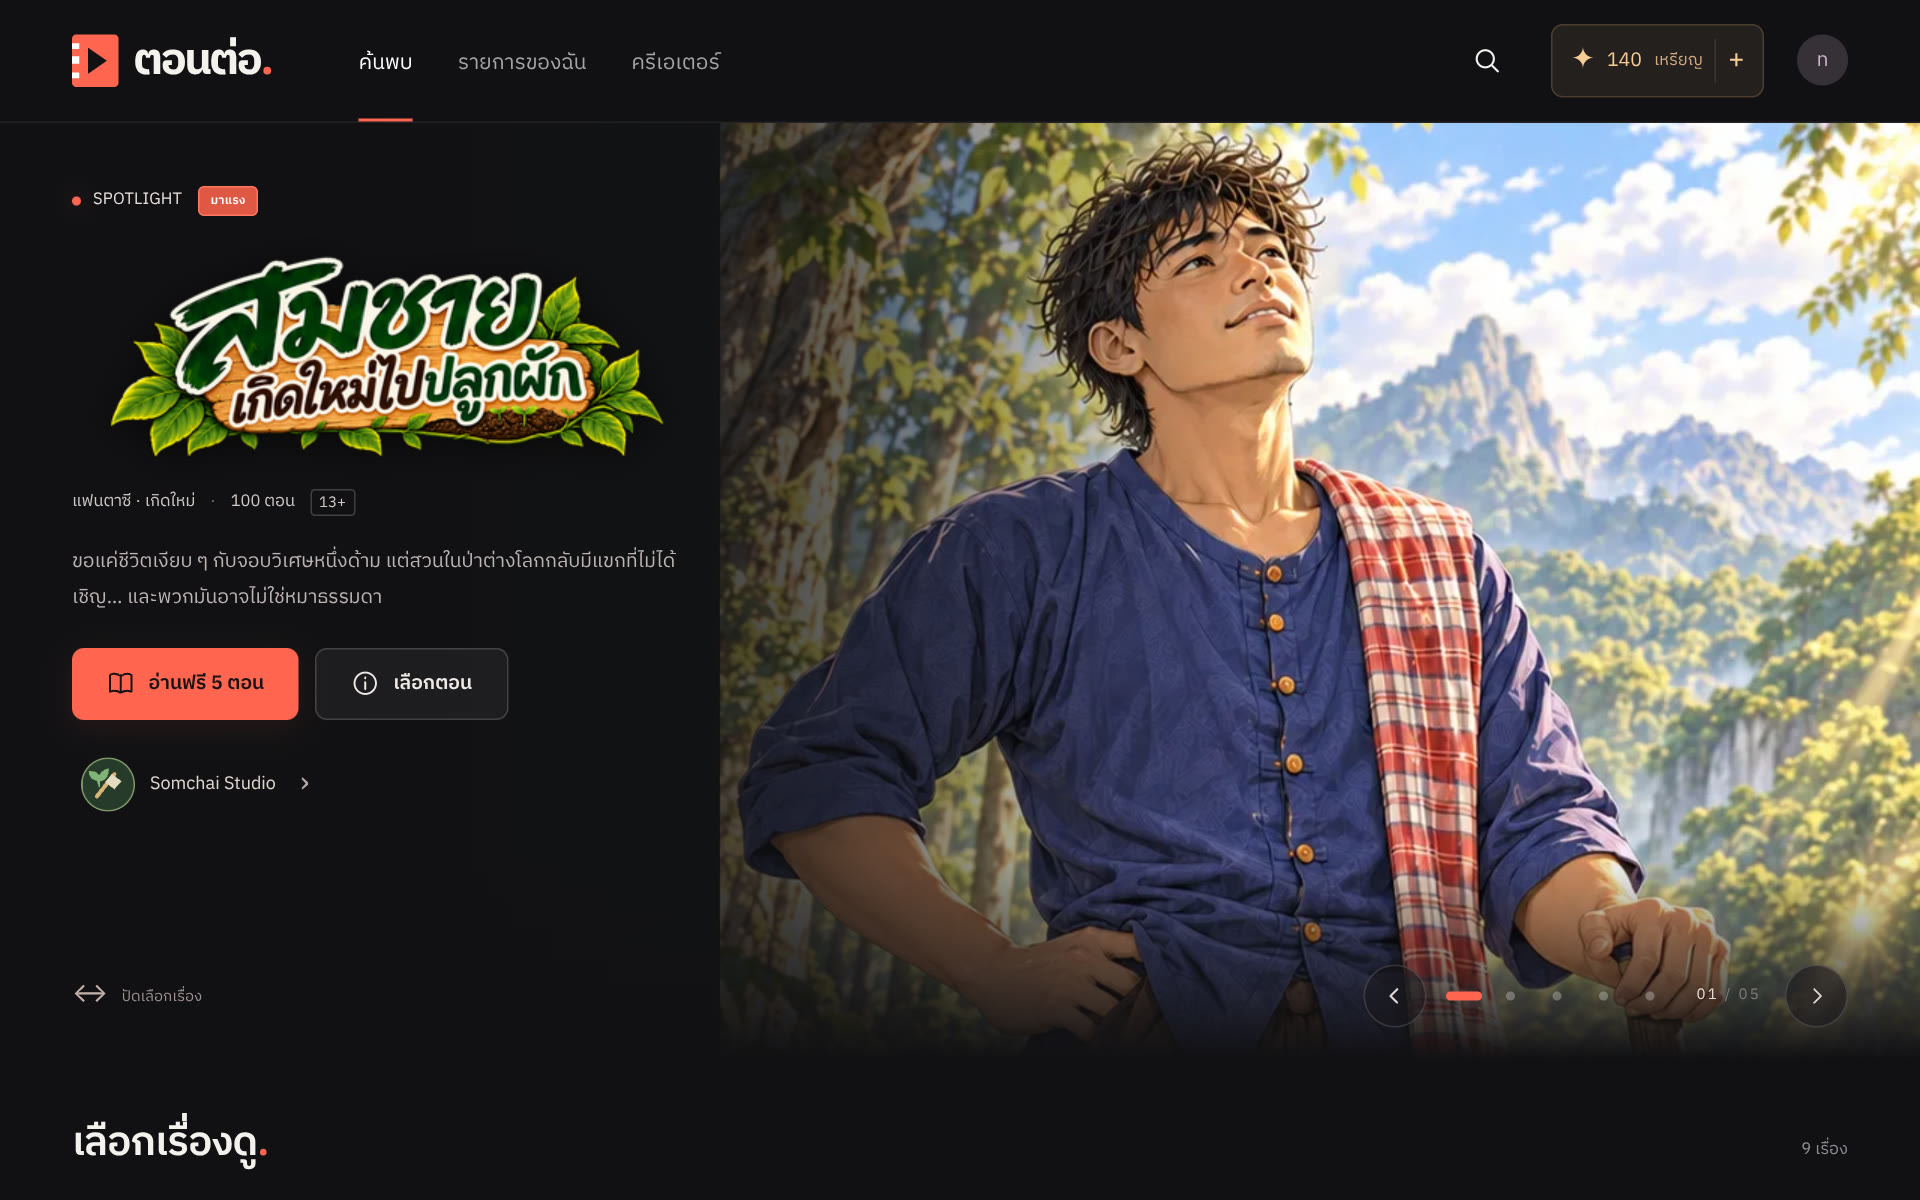 ตอนต่อ.
ค้นพบ
รายการของฉัน
ครีเอเตอร์
140 เหรียญ +
ก
SPOTLIGHT
มาแรง
สมชาย
เกิดใหม่ไปปลูกผัก
แฟนตาซี · เกิดใหม่ · 100 ตอน 13+
ขอแค่ชีวิตเงียบ ๆ กับจอบวิเศษหนึ่งด้าม แต่สวนในป่าต่างโลกกลับมีแขกที่ไม่ได้
เชิญ... และพวกมันอาจไม่ใช่หมาธรรมดา
อ่านฟรี 5 ตอน
เลือกตอน
Somchai Studio
ปัดเลือกเรื่อง
01 / 05
เลือกเรื่องดู.
9 เรื่อง